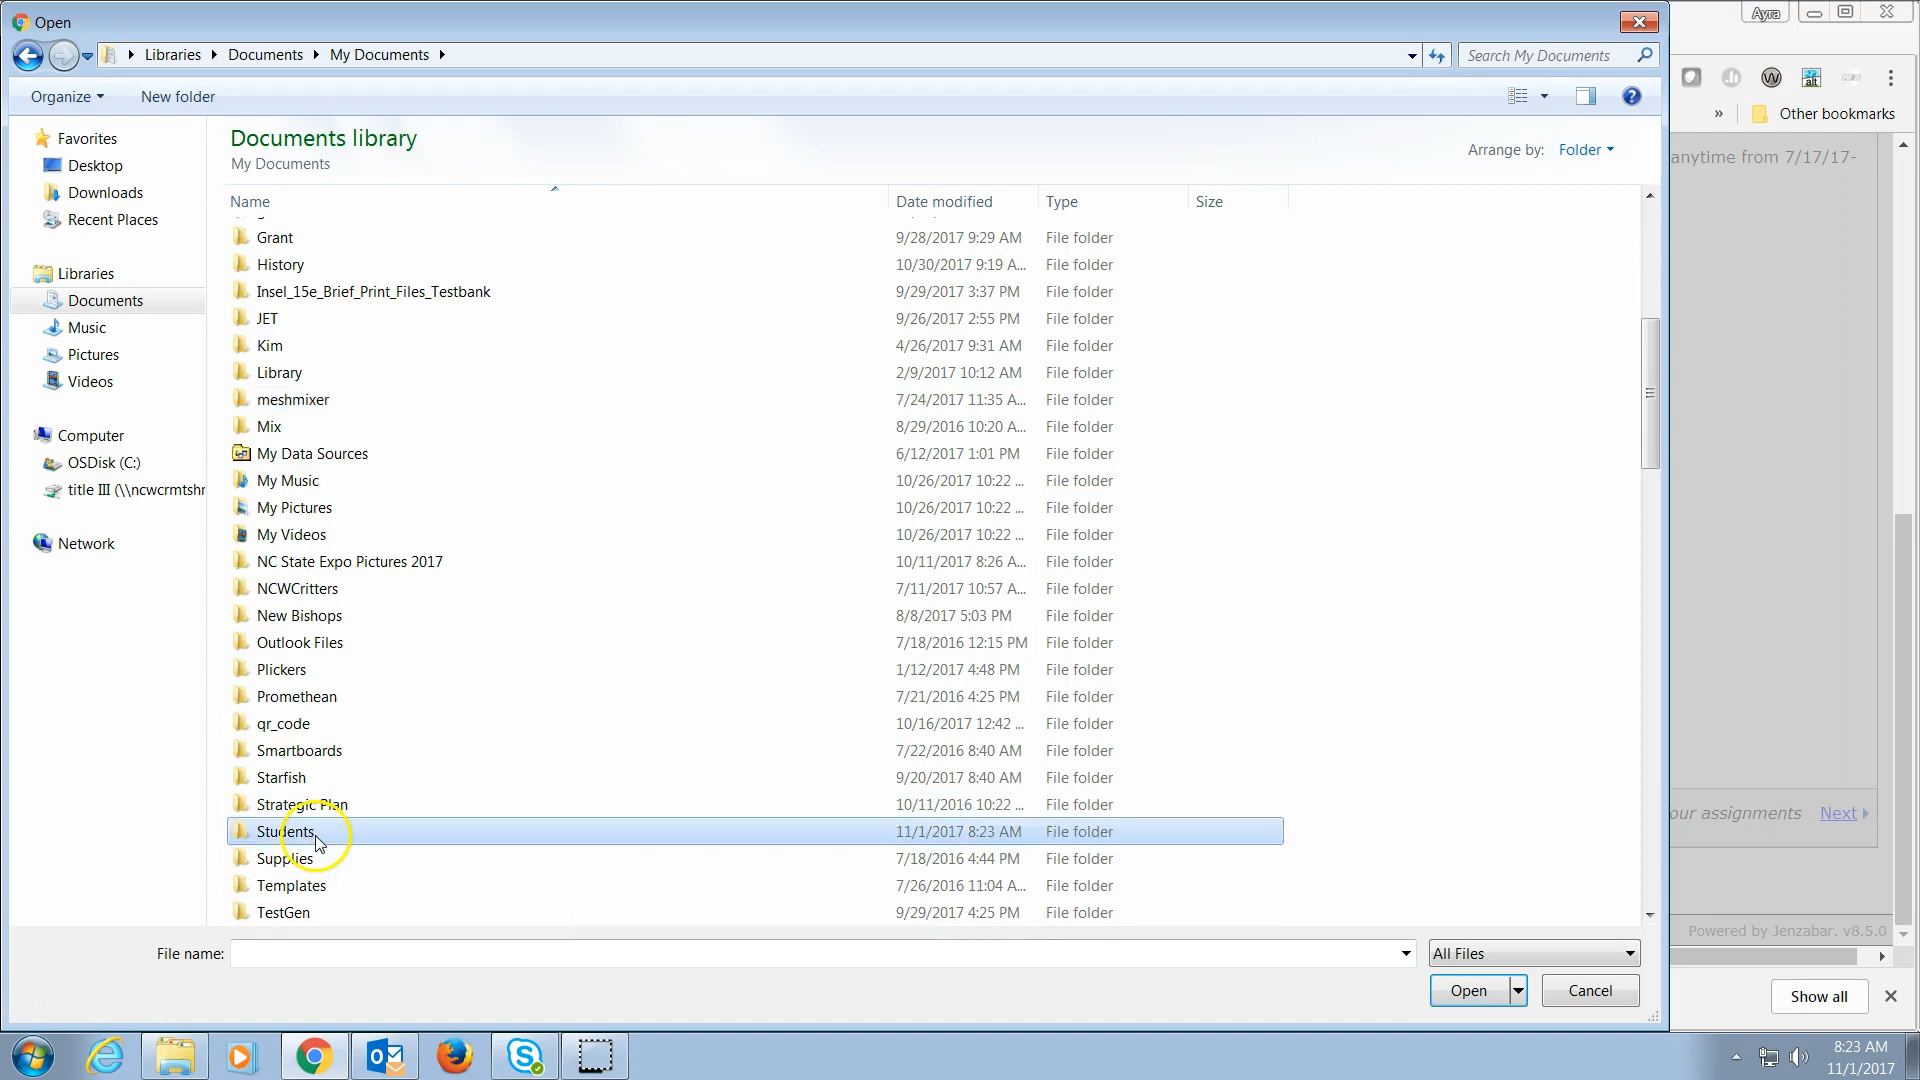 Open
Ayra
Libraries Documents My Documents
Search My Documents
Organize New folder
Other bookmarks
Documents library
My Documents
Arrange by: Folder
Name Date modified Type Size
Favorites
Desktop
Downloads
Recent Places
Libraries
Documents
Music
Pictures
Videos
Computer
OSDisk (C:)
title III (\\ncwcrmtshr
Network
Grant 9/28/2017 9:29 AM File folder
History 10/30/2017 9:19 A... File folder
Insel_15e_Brief_Print_Files_Testbank 9/29/2017 3:37 PM File folder
JET 9/26/2017 2:55 PM File folder
Kim 4/26/2017 9:31 AM File folder
Library 2/9/2017 10:12 AM File folder
meshmixer 7/24/2017 11:35 A... File folder
Mix 8/29/2016 10:20 A... File folder
My Data Sources 6/12/2017 1:01 PM File folder
My Music 10/26/2017 10:22 ... File folder
My Pictures 10/26/2017 10:22 ... File folder
My Videos 10/26/2017 10:22 ... File folder
NC State Expo Pictures 2017 10/11/2017 8:26 A... File folder
NCWCritters 7/11/2017 10:57 A... File folder
New Bishops 8/8/2017 5:03 PM File folder
Outlook Files 7/18/2016 12:15 PM File folder
Plickers 1/12/2017 4:48 PM File folder
Promethean 7/21/2016 4:25 PM File folder
qr_code 10/16/2017 12:42 ... File folder
Smartboards 7/22/2016 8:40 AM File folder
Starfish 9/20/2017 8:40 AM File folder
Strategic Plan 10/11/2016 10:22 ... File folder
Students 11/1/2017 8:23 AM File folder
Supplies 7/18/2016 4:44 PM File folder
Templates 7/26/2016 11:04 A... File folder
TestGen 9/29/2017 4:25 PM File folder
anytime from 7/17/17-
our assignments Next
Powered by Jenzabar. v8.5.0
File name: All Files
Open Cancel
Show all
8:23 AM
11/1/2017